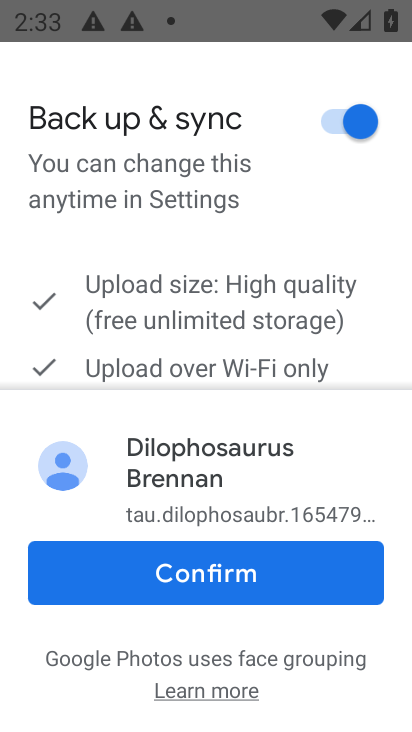 2:33
Back up & sync
You can change this
anytime in Settings
Upload size: High quality
(free unlimited storage)
Upload over Wi-Fi only
Dilophosaurus
Brennan
tau.dilophosaubr.165479...
Confirm
Google Photos uses face grouping
Learn more